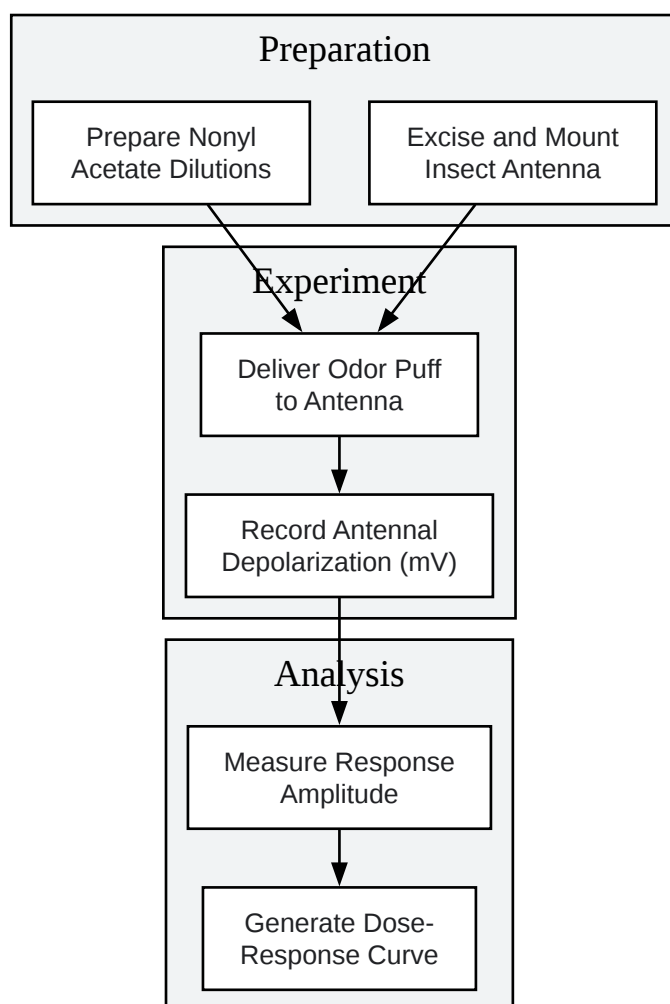 Preparation
Prepare Nonyl
Acetate Dilutions
Excise and Mount
Insect Antenna
Experiment
Deliver Odor Puff
to Antenna
Record Antennal
Depolarization (mV)
Analysis
Measure Response
Amplitude
Generate Dose-
Response Curve